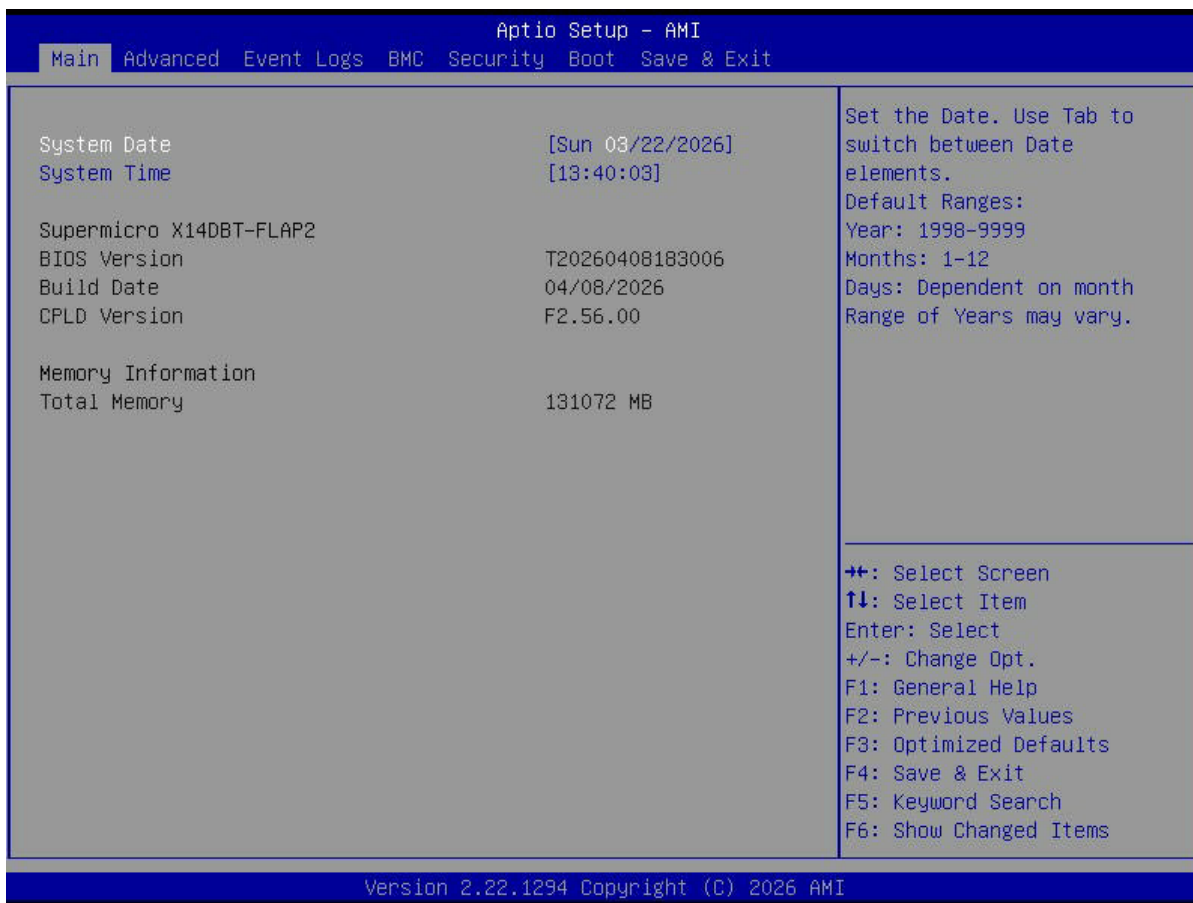 Aptio Setup - AMI
Main Advanced Event Logs BMC Security Boot Save & Exit
System Date [Sun 03/22/2026]
System Time [13:40:03]
Supermicro X14DBT-FLAP2
BIOS Version T20260408183006
Build Date 04/08/2026
CPLD Version F2.56.00
Memory Information
Total Memory 131072 MB
Set the Date. Use Tab to
switch between Date
elements.
Default Ranges:
Year: 1998-9999
Months: 1-12
Days: Dependent on month
Range of Years may vary.
→←: Select Screen
↑↓: Select Item
Enter: Select
+/-: Change Opt.
F1: General Help
F2: Previous Values
F3: Optimized Defaults
F4: Save & Exit
F5: Keyword Search
F6: Show Changed Items
Version 2.22.1294 Copyright (C) 2026 AMI